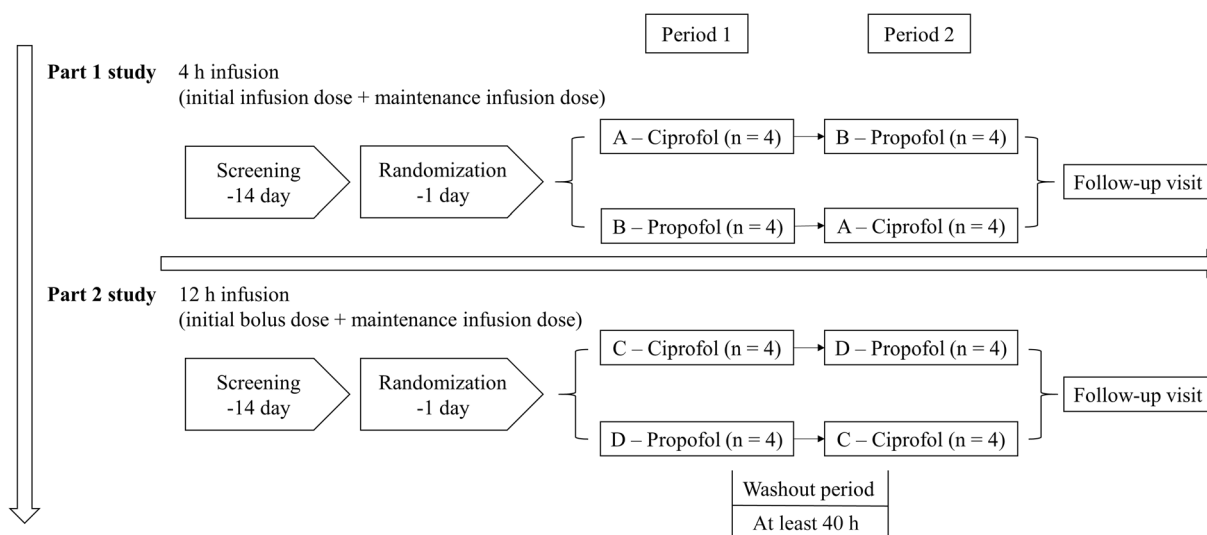 Period 1
Period 2
Part 1 study
4 h infusion
(initial infusion dose + maintenance infusion dose)
Screening
-14 day
Randomization
-1 day
A – Ciprofol (n = 4)
B – Propofol (n = 4)
B – Propofol (n = 4)
A – Ciprofol (n = 4)
Follow-up visit
Part 2 study
12 h infusion
(initial bolus dose + maintenance infusion dose)
Screening
-14 day
Randomization
-1 day
C – Ciprofol (n = 4)
D – Propofol (n = 4)
D – Propofol (n = 4)
C – Ciprofol (n = 4)
Follow-up visit
Washout period
At least 40 h